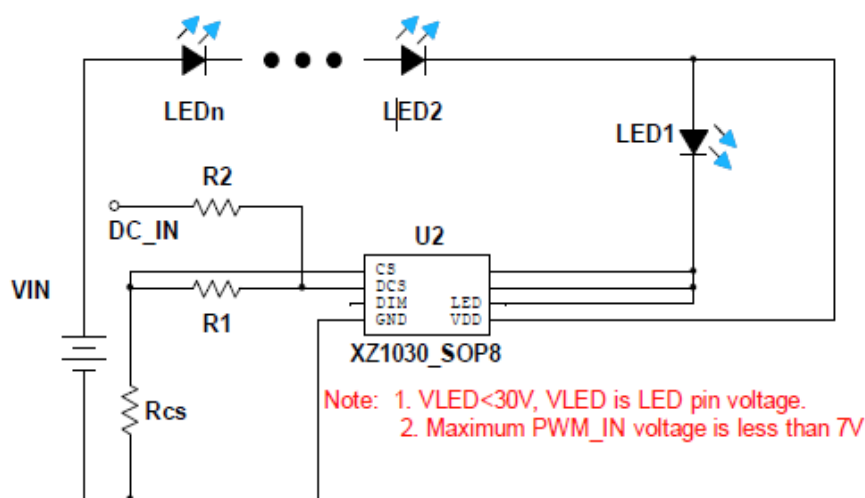 LEDn
LED2
LED1
R2
DC_IN
U2
VIN
CS
DCS
DIM LED
GND VDD
R1
XZ1030_SOP8
Rcs
Note: 1. VLED<30V, VLED is LED pin voltage.
2. Maximum PWM_IN voltage is less than 7V